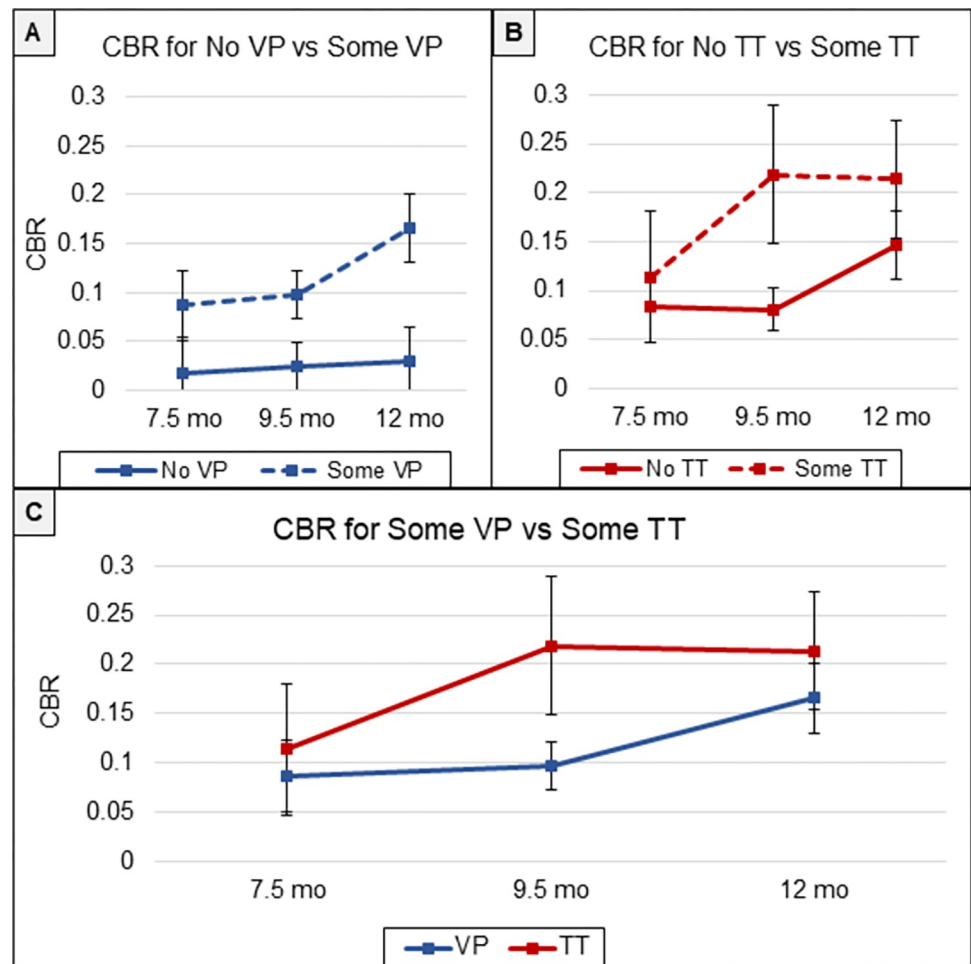 A
CBR for No VP vs Some VP
0.3
0.25
0.2
0.15
0.1
0.05
0
CBR
7.5 mo 9.5 mo 12 mo
No VP Some VP
B
CBR for No TT vs Some TT
0.3
0.25
0.2
0.15
0.1
0.05
0
7.5 mo 9.5 mo 12 mo
No TT Some TT
C
CBR for Some VP vs Some TT
0.3
0.25
0.2
0.15
0.1
0.05
0
CBR
7.5 mo 9.5 mo 12 mo
VP TT